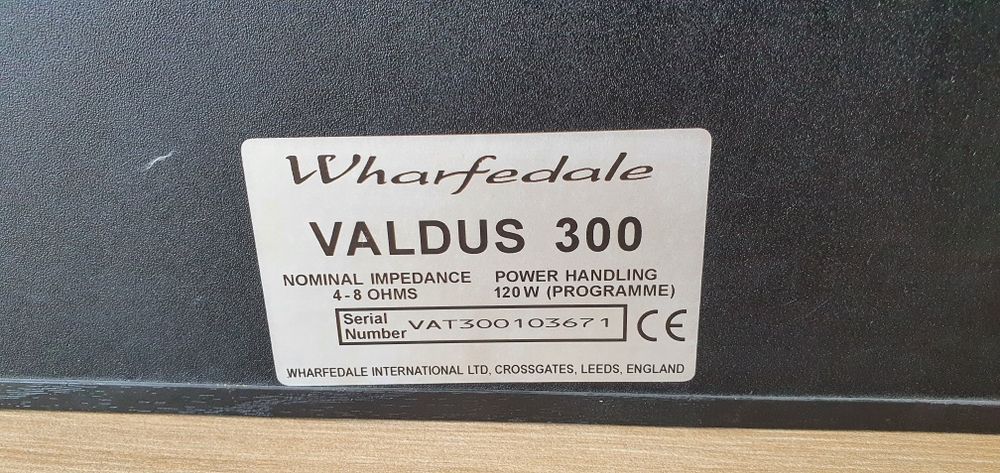 Wharfedale
VALDUS 300
NOMINAL IMPEDANCE POWER HANDLING
4-8 OHMS 120W (PROGRAMME)
Serial
Number VAT300103671 CE
WHARFEDALE INTERNATIONAL LTD, CROSSGATES, LEEDS, ENGLAND